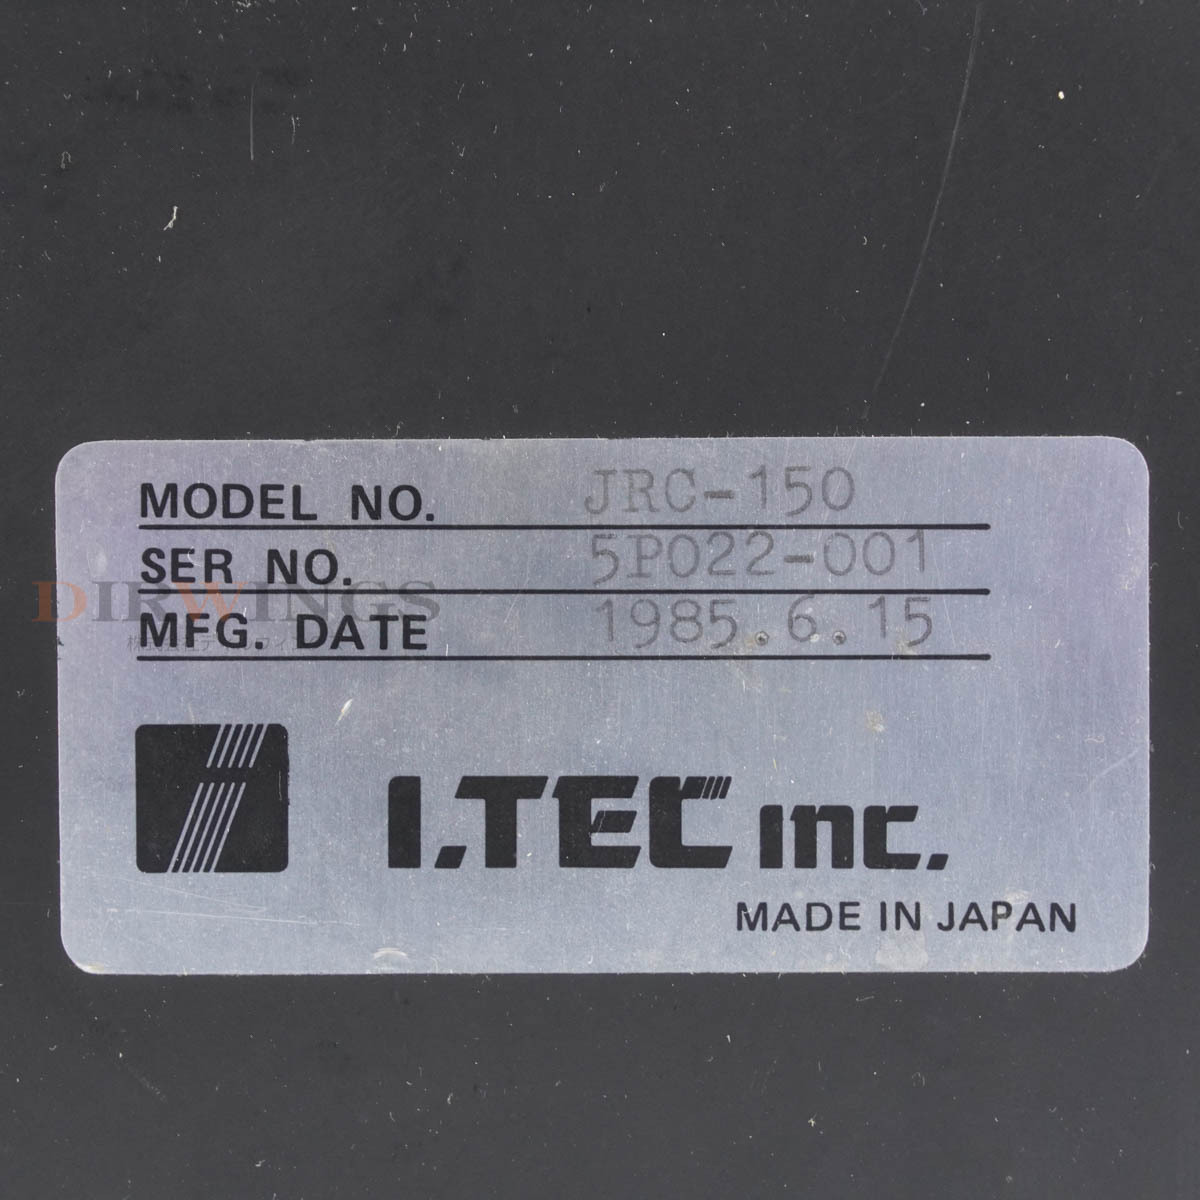 MODEL NO. JRC-150
SER NO. 5P022-001
DIRWINGS
MFG. DATE 1985.6.15
I.TEC inc.
MADE IN JAPAN